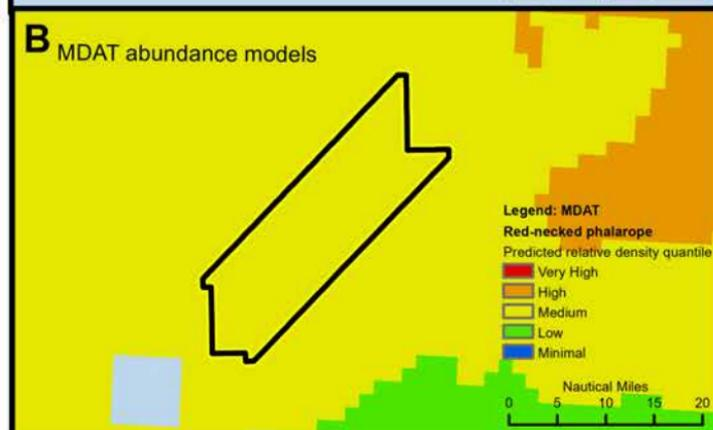 B MDAT abundance models
Legend: MDAT
Red-necked phalarope
Predicted relative density quantile
Very High
High
Medium
Low
Minimal
Nautical Miles
0 5 10 15 20